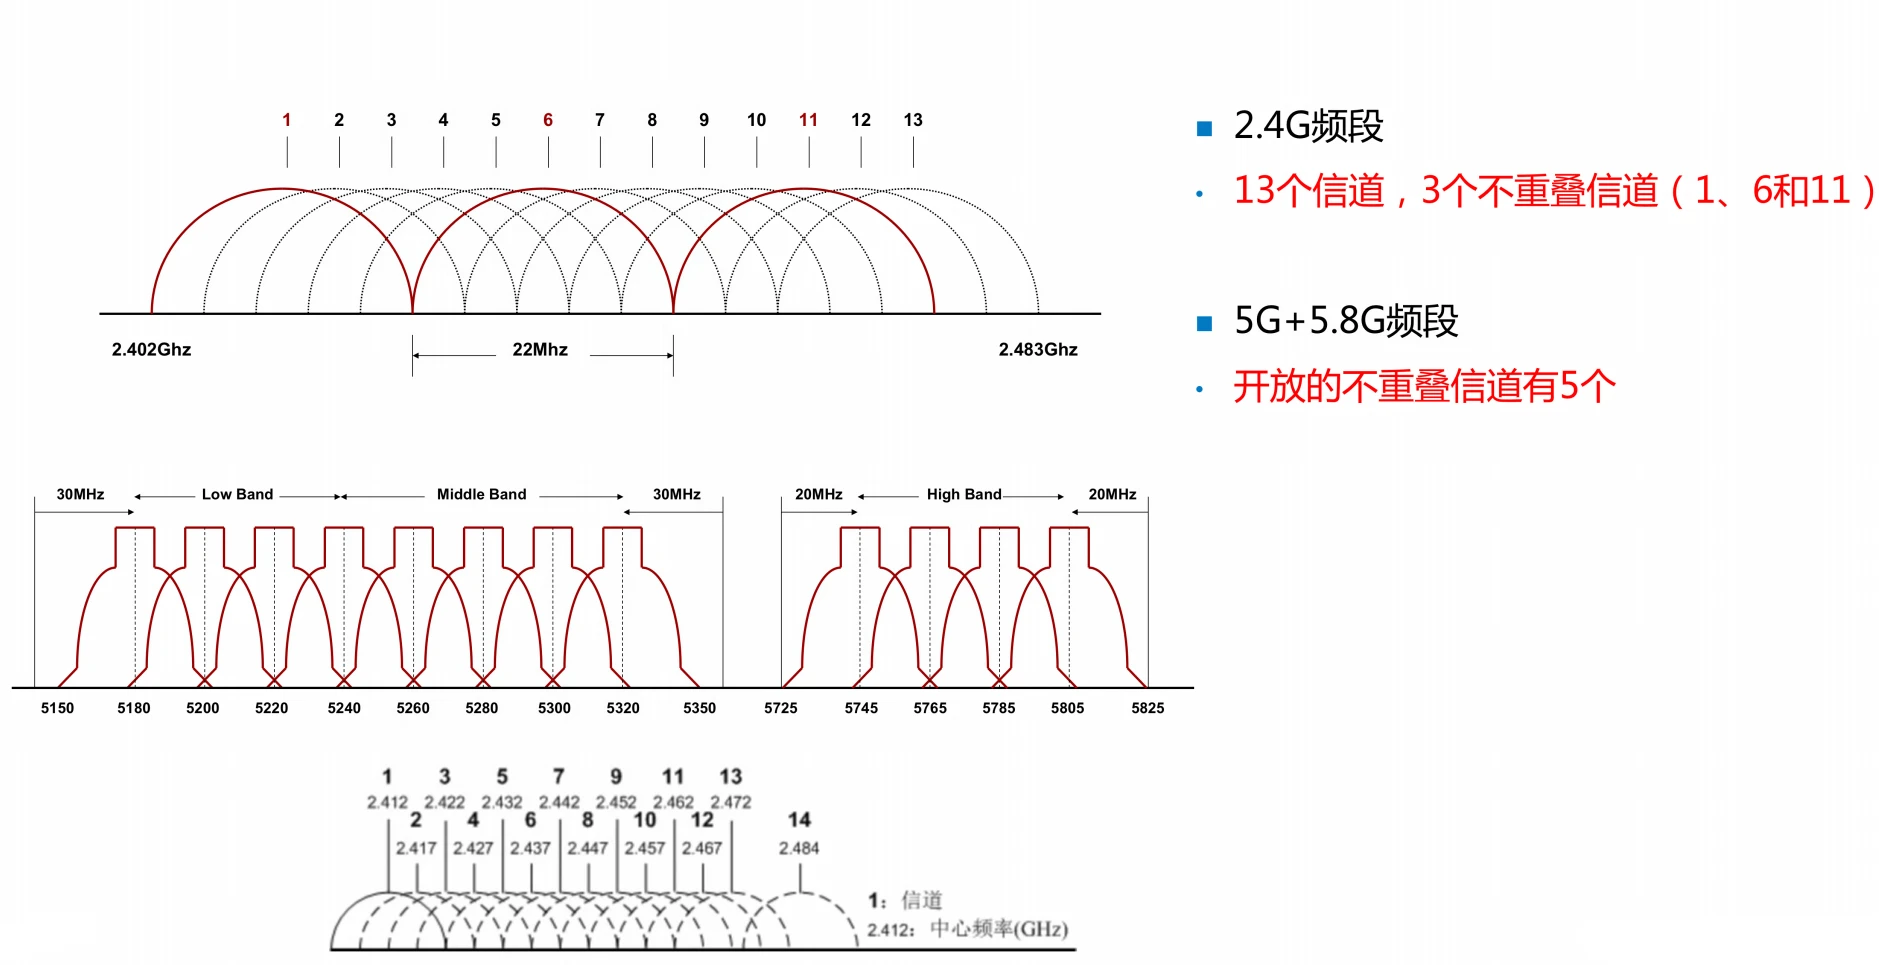 1 2 3 4 5 6 7 8 9 10 11 12 13
2.402Ghz 22Mhz 2.483Ghz
■ 2.4G频段
• 13个信道，3个不重叠信道（1、6和11）
■ 5G+5.8G频段
• 开放的不重叠信道有5个
30MHz Low Band Middle Band 30MHz 20MHz High Band 20MHz
5150 5180 5200 5220 5240 5260 5280 5300 5320 5350 5725 5745 5765 5785 5805 5825
1 3 5 7 9 11 13
2.412 2.422 2.432 2.442 2.452 2.462 2.472
2 4 6 8 10 12 14
2.417 2.427 2.437 2.447 2.457 2.467 2.484
1：信道
2.412：中心频率(GHz)